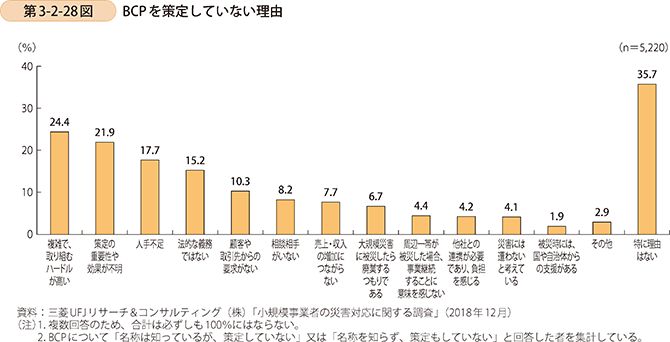 第3-2-28図
BCPを策定していない理由
(%)
(n=5,220)
40
30
20
10
0
24.4
21.9
17.7
15.2
10.3
8.2
7.7
6.7
4.4
4.2
4.1
1.9
2.9
35.7
複雑で、
取り組む
ハードル
が高い
策定の
重要性や
効果が不明
人手不足
法的な義務
ではない
顧客や
取引先からの
要求がない
相談相手
がいない
売上・収入
の増加に
つながら
ない
大規模災害
に被災したら
廃業する
つもりで
ある
周辺一帯が
被災した場合、
事業継続
することに
意味を感じない
他社との
連携が必要
であり、負担
を感じる
災害には
遭わない
と考えて
いる
被災時には、
国や自治体から
の支援がある
その他
特に理由は
ない
資料：三菱UFJリサーチ＆コンサルティング（株）「小規模事業者の災害対応に関する調査」（2018年12月）
（注）1. 複数回答のため、合計は必ずしも100％にはならない。
2. BCPについて「名称は知っているが、策定していない」又は「名称を知らず、策定もしていない」と回答した者を集計している。